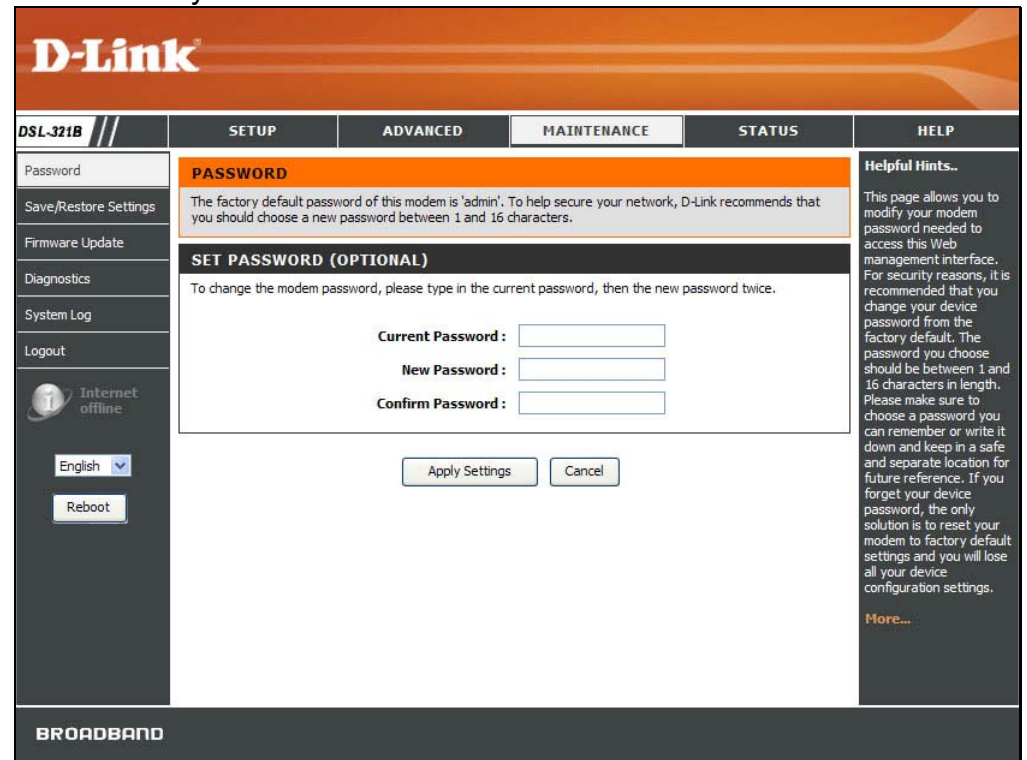 D-Link
DSL-321B
SETUP
ADVANCED
MAINTENANCE
STATUS
HELP
Password
Save/Restore Settings
Firmware Update
Diagnostics
System Log
Logout
Internet
offline
English
Reboot
PASSWORD
The factory default password of this modem is 'admin'. To help secure your network, D-Link recommends that
you should choose a new password between 1 and 16 characters.
SET PASSWORD (OPTIONAL)
To change the modem password, please type in the current password, then the new password twice.
Current Password :
New Password :
Confirm Password :
Apply Settings
Cancel
Helpful Hints..
This page allows you to
modify your modem
password needed to
access this Web
management interface.
For security reasons, it is
recommended that you
change your device
password from the
factory default. The
password you choose
should be between 1 and
16 characters in length.
Please make sure to
choose a password you
can remember or write it
down and keep in a safe
and separate location for
future reference. If you
forget your device
password, the only
solution is to reset your
modem to factory default
settings and you will lose
all your device
configuration settings.
More...
BROADBAND